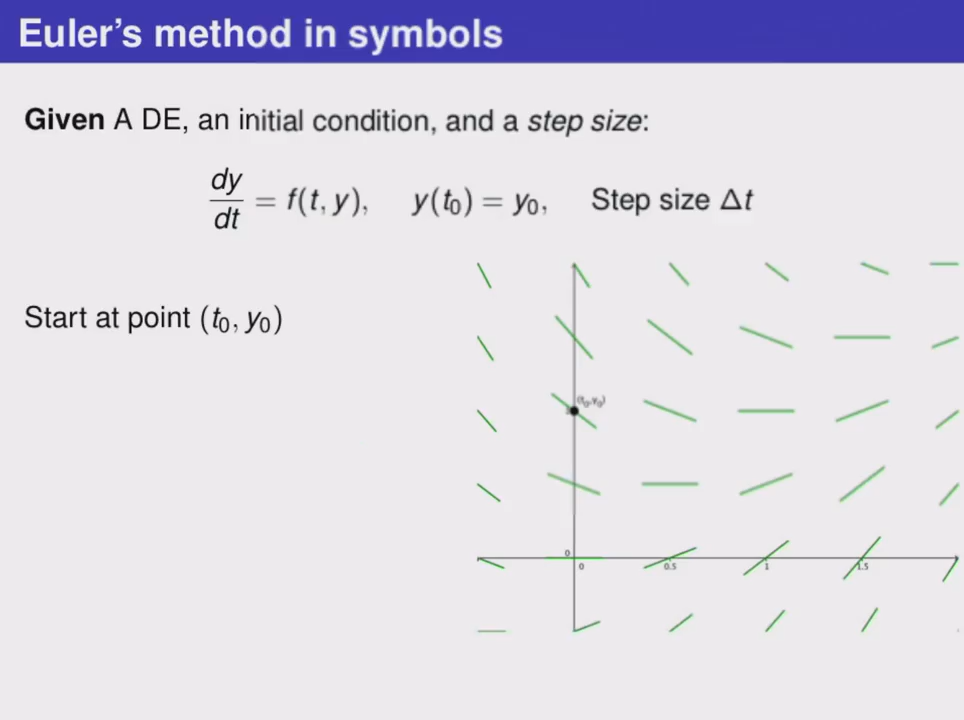 Euler's method in symbols
Given A DE, an initial condition, and a step size:
dy/dt = f(t, y), y(t₀) = y₀, Step size Δt
Start at point (t₀, y₀)
(t₀,y₀)
0
0 0.5 1 1.5